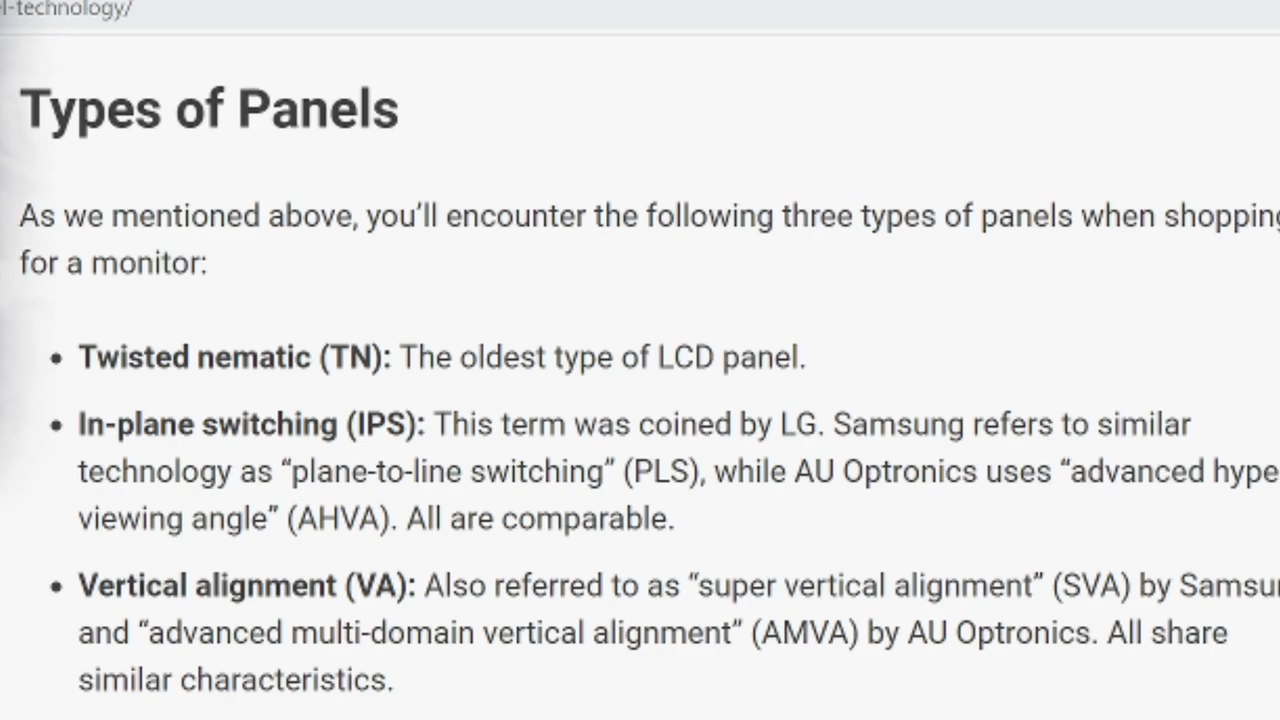 l-technology/
Types of Panels
As we mentioned above, you’ll encounter the following three types of panels when shopping
for a monitor:
• Twisted nematic (TN): The oldest type of LCD panel.
• In-plane switching (IPS): This term was coined by LG. Samsung refers to similar
technology as “plane-to-line switching” (PLS), while AU Optronics uses “advanced hype
viewing angle” (AHVA). All are comparable.
• Vertical alignment (VA): Also referred to as “super vertical alignment” (SVA) by Samsu
and “advanced multi-domain vertical alignment” (AMVA) by AU Optronics. All share
similar characteristics.